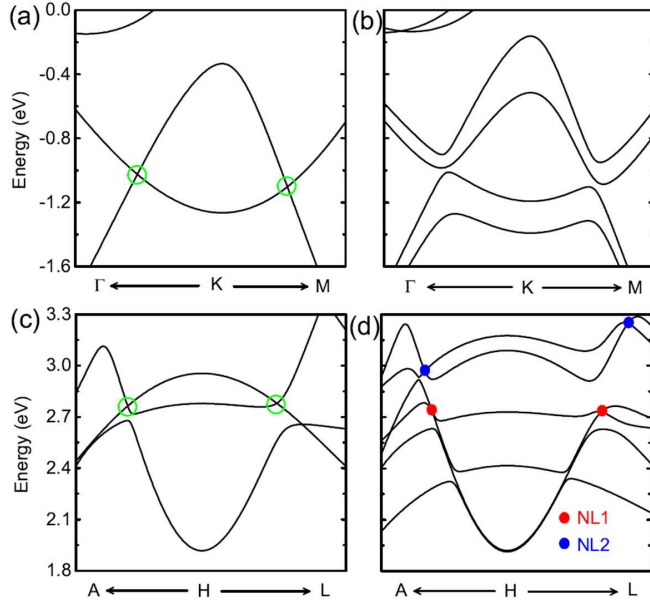 (a)
(b)
Energy (eV)
0.0
-0.4
-0.8
-1.2
-1.6
Γ K M
Γ K M
(c)
(d)
Energy (eV)
3.3
3.0
2.7
2.4
2.1
1.8
NL1
NL2
A H L
A H L